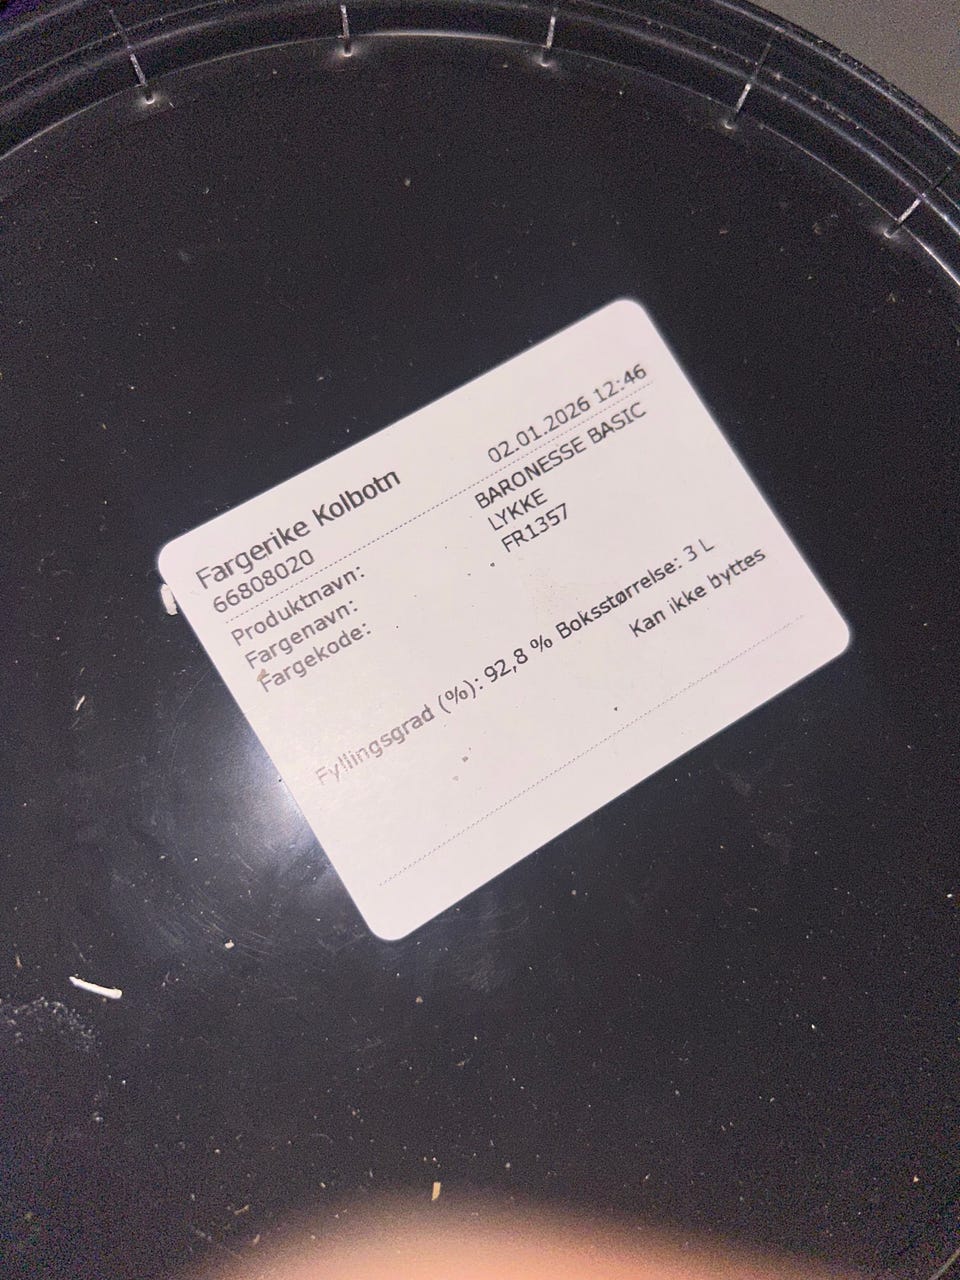 Fargerike Kolbotn
66808020 02.01.2026 12:46
Produktnavn: BARONESSE BASIC
Fargenavn: LYKKE
Fargekode: FR1357
Fyllingsgrad (%): 92,8 % Boksstørrelse: 3 L
Kan ikke byttes